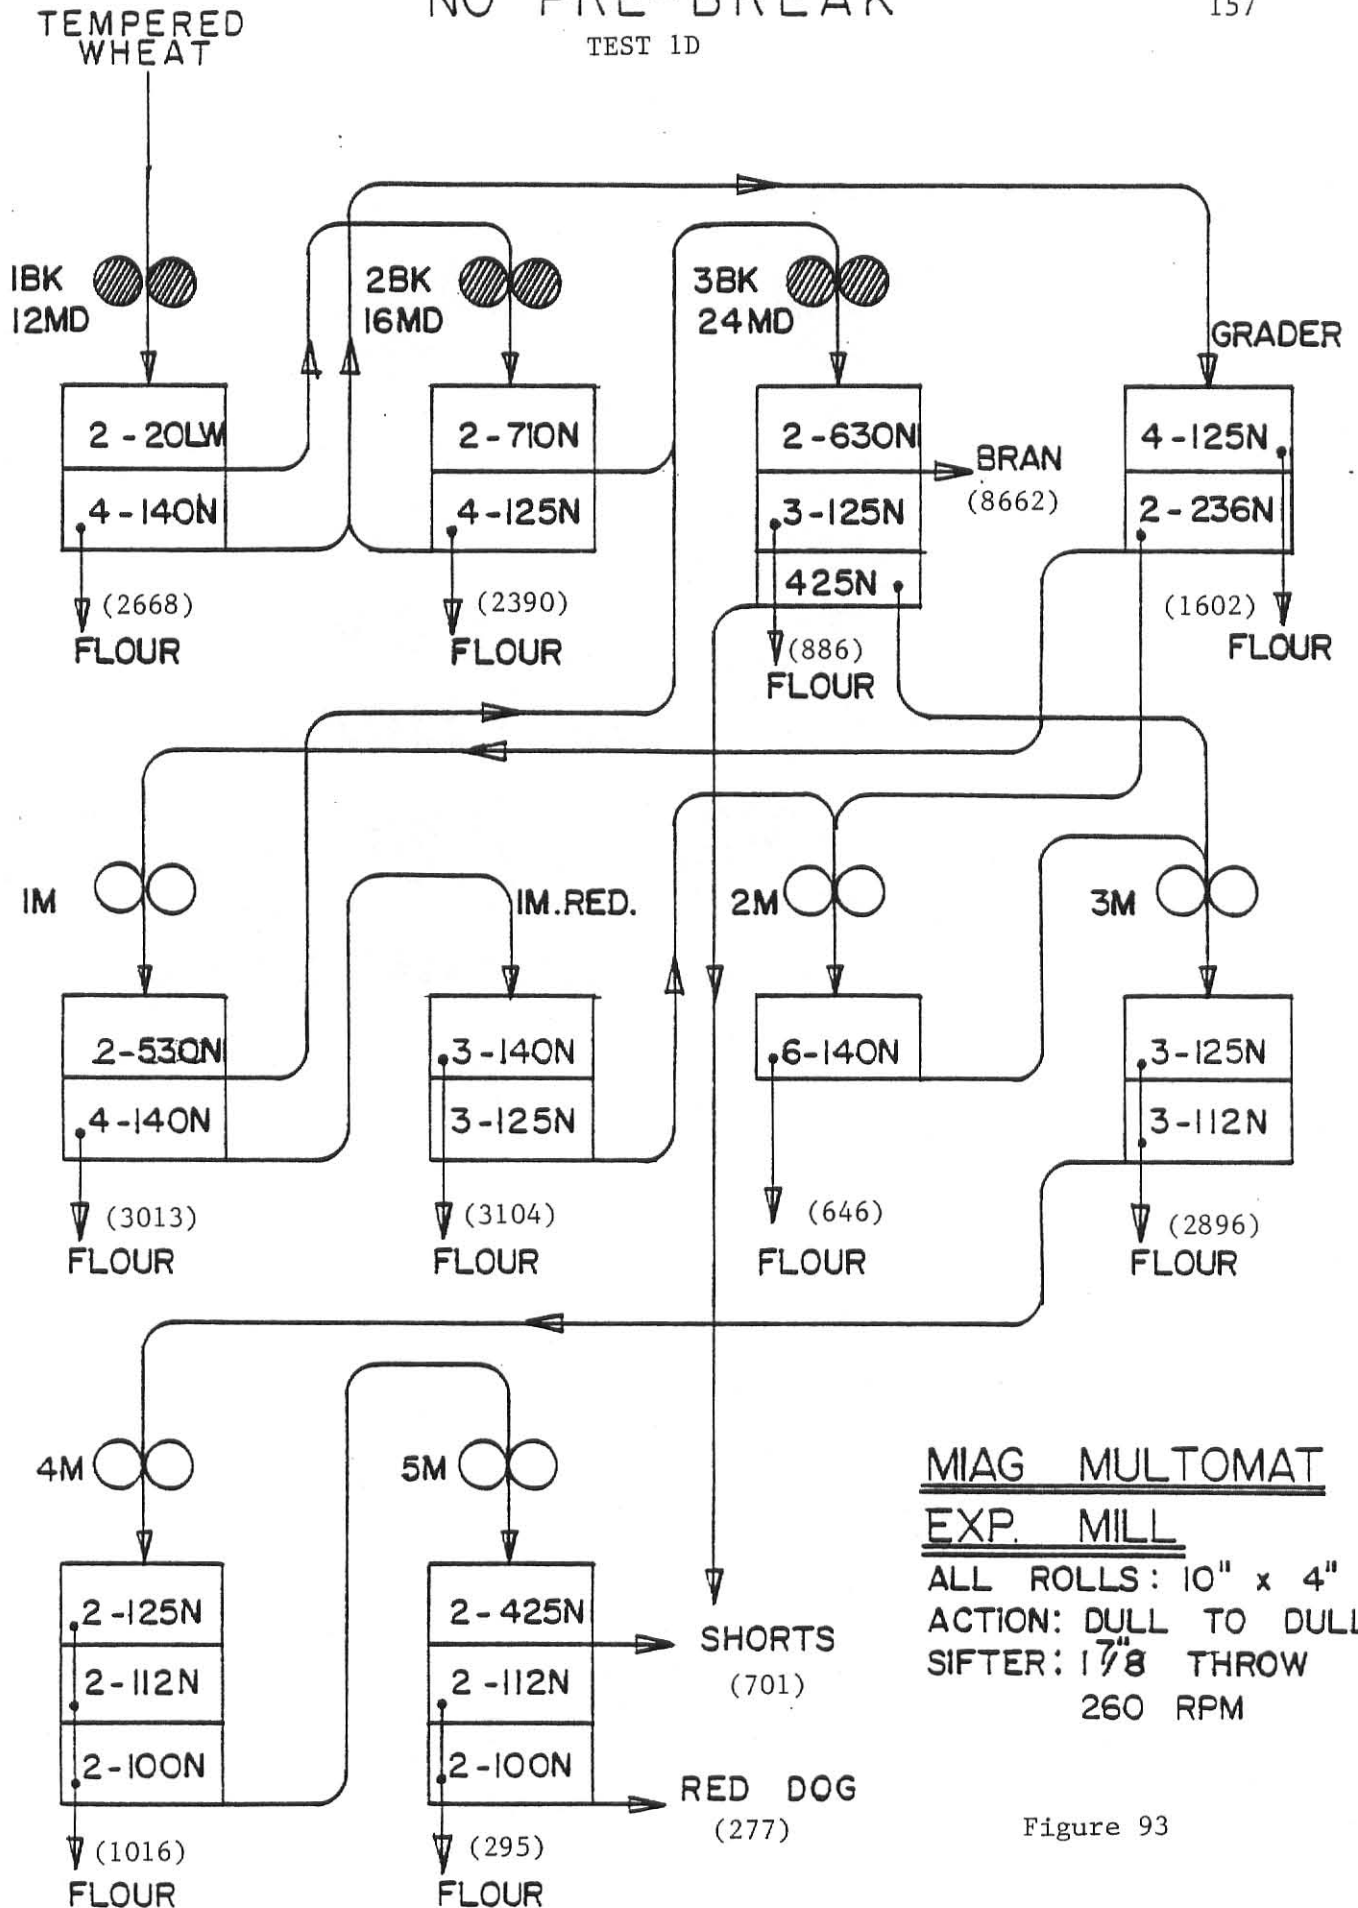 NO PRE-BREAK
157
TEST 1D
TEMPERED
WHEAT
1BK
12MD
2BK
16MD
3BK
24MD
GRADER
2-20LW
4-140N
2-710N
4-125N
2-630N
3-125N
425N
4-125N
2-236N
BRAN
(8662)
(2668)
FLOUR
(2390)
FLOUR
(886)
FLOUR
(1602)
FLOUR
1M
1M.RED.
2M
3M
2-530N
4-140N
3-140N
3-125N
6-140N
3-125N
3-112N
(3013)
FLOUR
(3104)
FLOUR
(646)
FLOUR
(2896)
FLOUR
4M
5M
2-125N
2-112N
2-100N
2-425N
2-112N
2-100N
SHORTS
(701)
RED DOG
(277)
(1016)
FLOUR
(295)
FLOUR
MIAG MULTOMAT
EXP. MILL
ALL ROLLS: 10" x 4"
ACTION: DULL TO DULL
SIFTER: 1 7/8" THROW
260 RPM
Figure 93